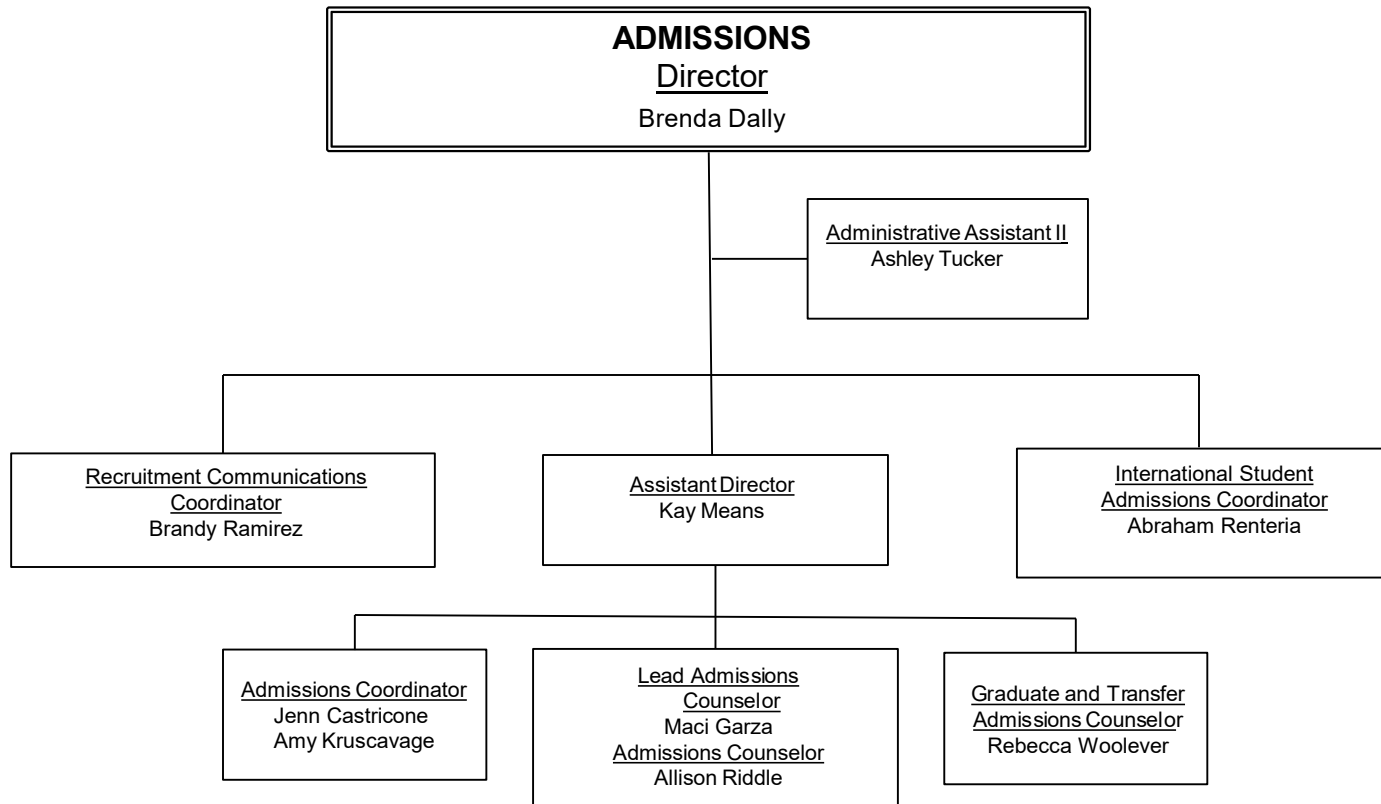 ADMISSIONS
Director
Brenda Dally
Administrative Assistant II
Ashley Tucker
Recruitment Communications
Coordinator
Brandy Ramirez
Assistant Director
Kay Means
International Student
Admissions Coordinator
Abraham Renteria
Admissions Coordinator
Jenn Castricone
Amy Kruscavage
Lead Admissions
Counselor
Maci Garza
Admissions Counselor
Allison Riddle
Graduate and Transfer
Admissions Counselor
Rebecca Woolever